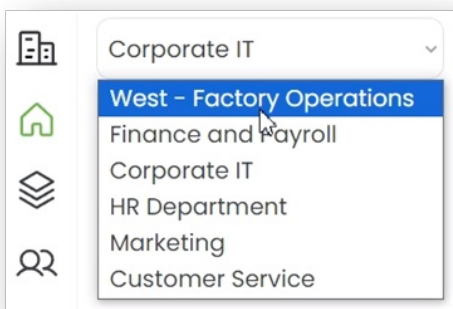 Corporate IT
West - Factory Operations
Finance and Payroll
Corporate IT
HR Department
Marketing
Customer Service